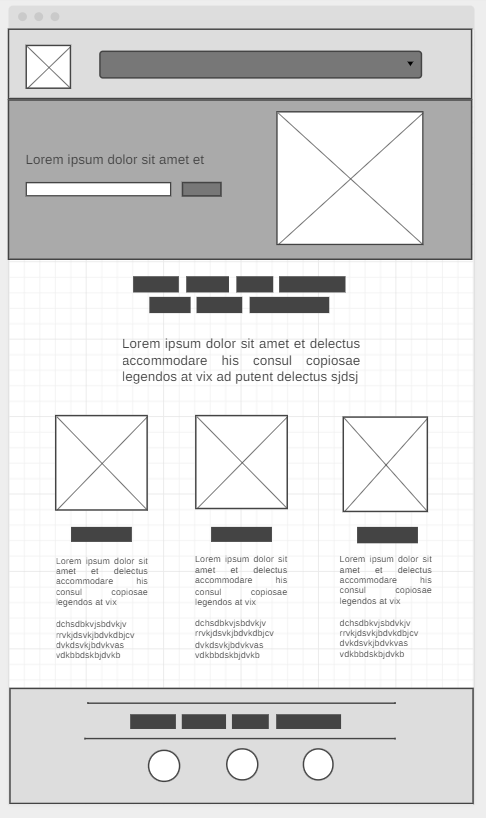 Lorem ipsum dolor sit amet et
Lorem ipsum dolor sit amet et delectus
accommodare his consul copiosae
legendos at vix ad putent delectus sjdsj
Lorem ipsum dolor sit
amet et delectus
accommodare his
consul copiosae
legendos at vix
dchsdbkvjsbdvkjv
rrvkjdsvkjbdvkdbjcv
dvkdsvkjbdvkvas
vdkbbdskbjdvkb
Lorem ipsum dolor sit
amet et delectus
accommodare his
consul copiosae
legendos at vix
dchsdbkvjsbdvkjv
rrvkjdsvkjbdvkdbjcv
dvkdsvkjbdvkvas
vdkbbdskbjdvkb
Lorem ipsum dolor sit
amet et delectus
accommodare his
consul copiosae
legendos at vix
dchsdbkvjsbdvkjv
rrvkjdsvkjbdvkdbjcv
dvkdsvkjbdvkvas
vdkbbdskbjdvkb